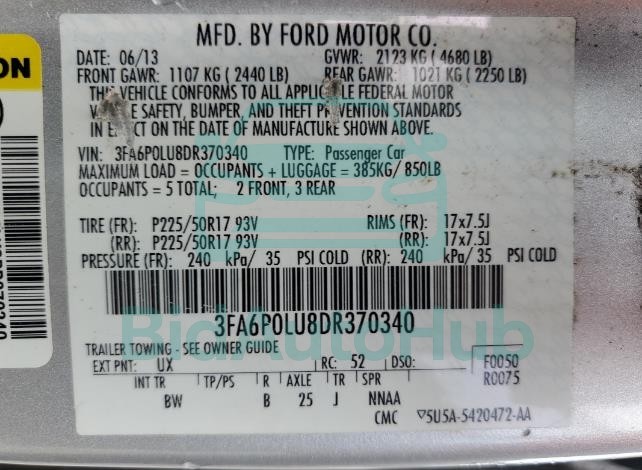 MFD. BY FORD MOTOR CO.
DATE: 06/13 GVWR: 2123 KG ( 4680 LB)
FRONT GAWR: 1107 KG ( 2440 LB) REAR GAWR: 1021 KG ( 2250 LB)
THIS VEHICLE CONFORMS TO ALL APPLICABLE FEDERAL MOTOR
SAFETY, BUMPER, AND THEFT PREVENTION STANDARDS
IN EFFECT ON THE DATE OF MANUFACTURE SHOWN ABOVE.
VIN: 3FA6P0LU8DR370340 TYPE: Passenger Car
MAXIMUM LOAD = OCCUPANTS + LUGGAGE = 385KG/ 850LB
OCCUPANTS = 5 TOTAL; 2 FRONT, 3 REAR
TIRE (FR): P225/50R17 93V RIMS (FR): 17x7.5J
(RR): P225/50R17 93V (RR): 17x7.5J
PRESSURE (FR): 240 kPa/ 35 PSI COLD (RR): 240 kPa/ 35 PSI COLD
3FA6P0LU8DR370340
BidAutoHub
TRAILER TOWING - SEE OWNER GUIDE
EXT PNT: UX RC: 52 DSO: F0050
R0075
INT TR TP/PS R AXLE TR SPR
BW B 25 J NNAA
CMC ▽5U5A-5420472-AA
ON